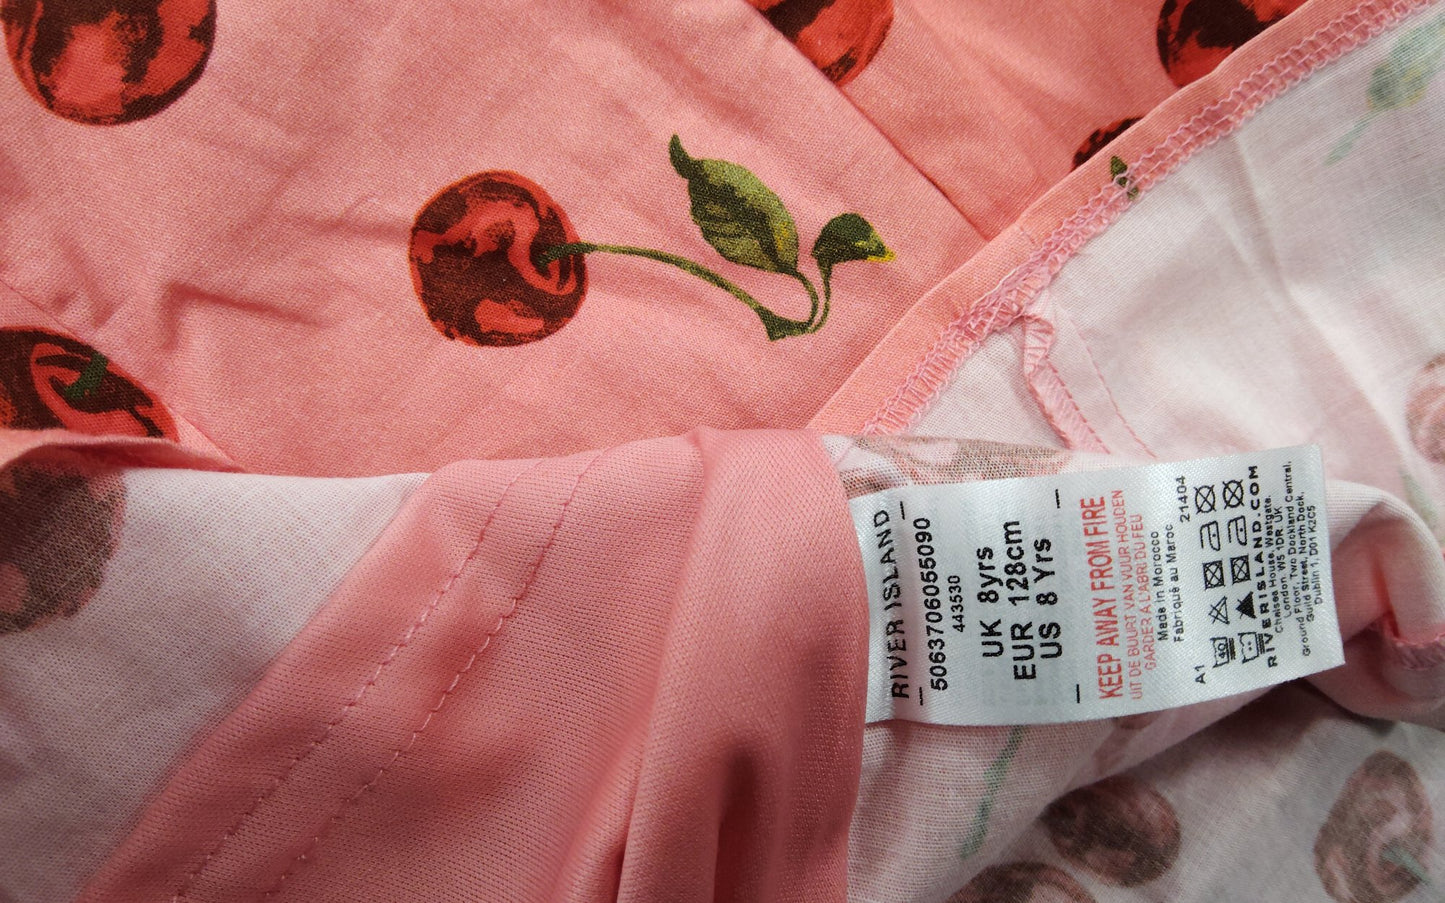 RIVER ISLAND
5063706055090
443530
UK 8yrs
EUR 128cm
US 8 Yrs
KEEP AWAY FROM FIRE
UIT DE BUURT VAN VUUR HOUDEN
GARDER À L'ABRI DU FEU
Made in Morocco
Fabriqué au Maroc
21404
A1
40
RIVERISLAND.COM
Chelsea House, Westgate,
London. W5 1DR. UK
Ground Floor, Two Dockland Central,
Guild Street, North Dock,
Dublin 1, D01 K2C5